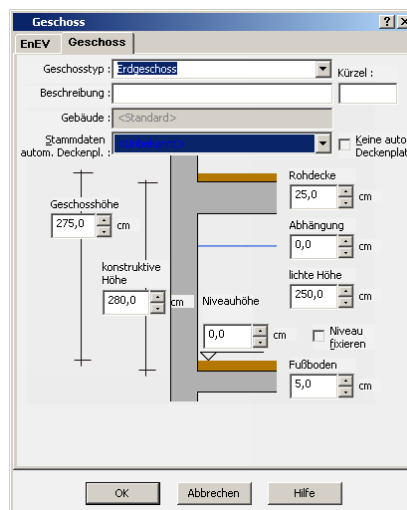 Geschoss
EnEV Geschoss
Geschosstyp : Erdgeschoss Kürzel :
Beschreibung :
Gebäude : <Standard>
Stammdaten
autom. Deckenpl. :
Keine auto
Deckenplat
Rohdecke
25,0 cm
Geschosshöhe
275,0 cm
Abhängung
0,0 cm
konstruktive
Höhe
280,0 cm
lichte Höhe
250,0 cm
Niveauhöhe
0,0 cm
Niveau
fixieren
Fußboden
5,0 cm
OK Abbrechen Hilfe